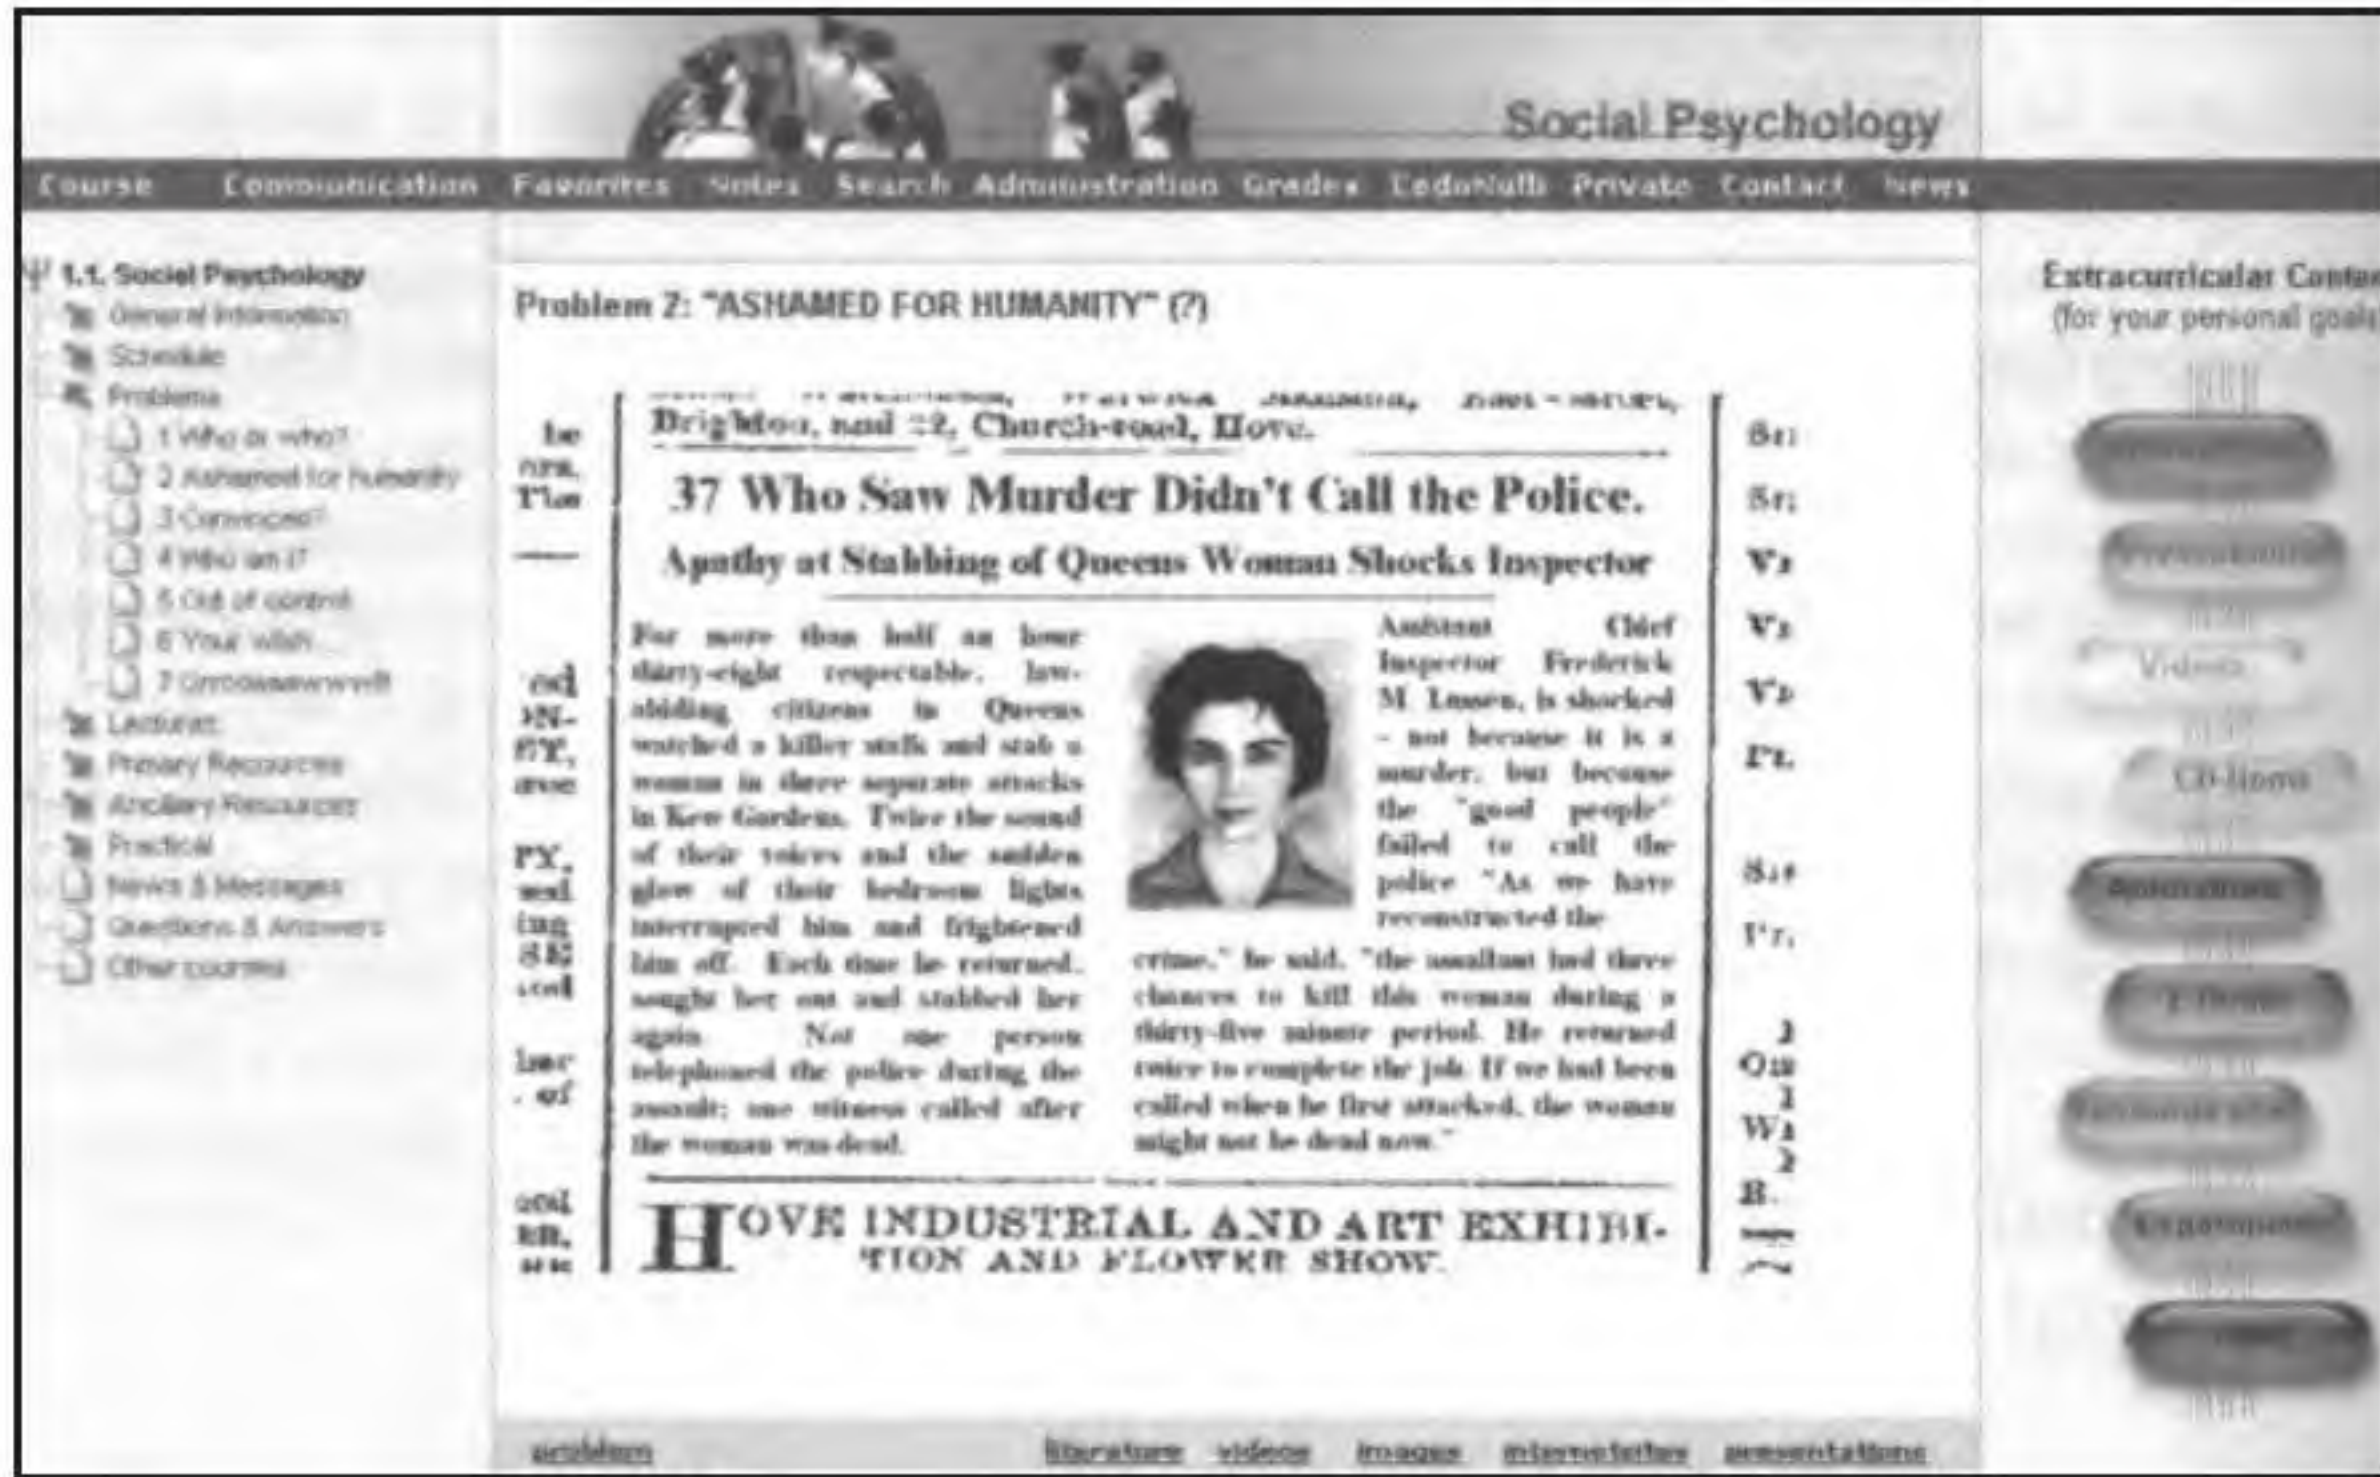 Social Psychology
Course Communication Favorites Notes Search Administration Grades Private Contact News
1.1. Social Psychology
General Information
Schedule
Problems
1 Who is who?
2 Ashamed for humanity
3 Convinced?
4 Who am I?
5 Out of control
6 Your wish...
Lectures
Primary Resources
Ancillary Resources
Practical
News & Messages
Questions & Answers
Other courses
Problem 2: "ASHAMED FOR HUMANITY" (?)
Brighton, and 22, Church-road, Hove.
37 Who Saw Murder Didn't Call the Police.
Apathy at Stabbing of Queens Woman Shocks Inspector
For more than half an hour
thirty-eight respectable, law-
abiding citizens in Queens
watched a killer stalk and stab a
woman in three separate attacks
in Kew Gardens. Twice the sound
of their voices and the sudden
glow of their bedroom lights
interrupted him and frightened
him off. Each time he returned,
sought her out and stabbed her
again. Not one person
telephoned the police during the
assault; one witness called after
the woman was dead.
Assistant Chief
Inspector Frederick
M. Lussen, is shocked
- not because it is a
murder, but because
the "good people"
failed to call the
police "As we have
reconstructed the
crime," he said, "the assailant had three
chances to kill this woman during a
thirty-five minute period. He returned
twice to complete the job. If we had been
called when he first attacked, the woman
might not be dead now."
HOVE INDUSTRIAL AND ART EXHIBI-
TION AND FLOWER SHOW.
Extracurricular
(for your personal goals
Videos
problem literature videos images internetsites presentations